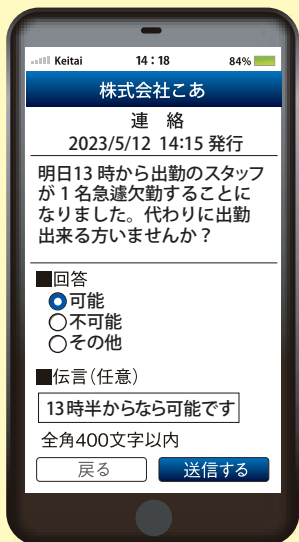 Keitai 14：18 84%
株式会社こあ
連　絡
2023/5/12 14:15 発行
明日13 時から出勤のスタッフ
が 1 名急遽欠勤することに
なりました。代わりに出勤
出来る方いませんか？
■回答
可能
不可能
その他
■伝言（任意）
13時半からなら可能です
全角400文字以内
戻る 送信する